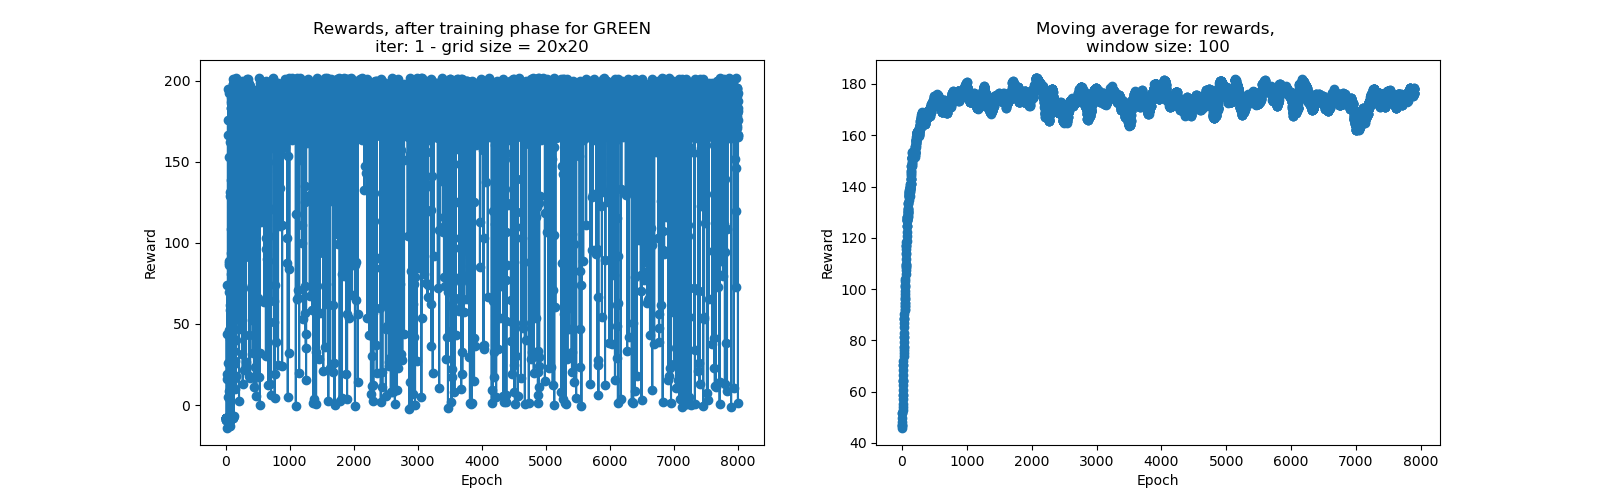 Rewards, after training phase for GREEN
iter: 1 - grid size = 20x20
Reward
200
150
100
50
0
0 1000 2000 3000 4000 5000 6000 7000 8000
Epoch
Moving average for rewards,
window size: 100
Reward
180
160
140
120
100
80
60
40
0 1000 2000 3000 4000 5000 6000 7000 8000
Epoch